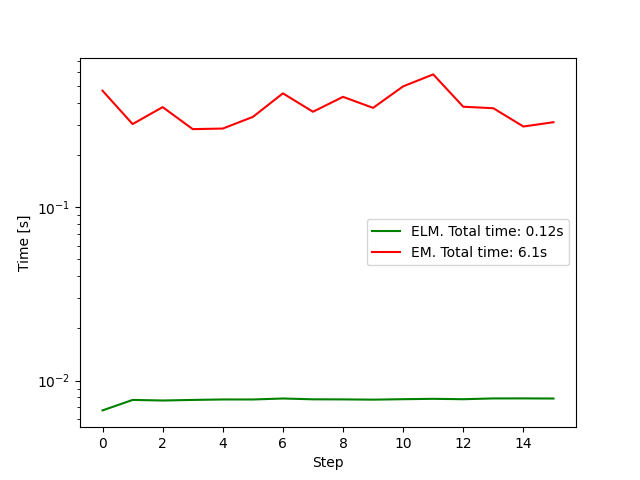 10⁻¹
10⁻²
Time [s]
ELM. Total time: 0.12s
EM. Total time: 6.1s
0 2 4 6 8 10 12 14
Step